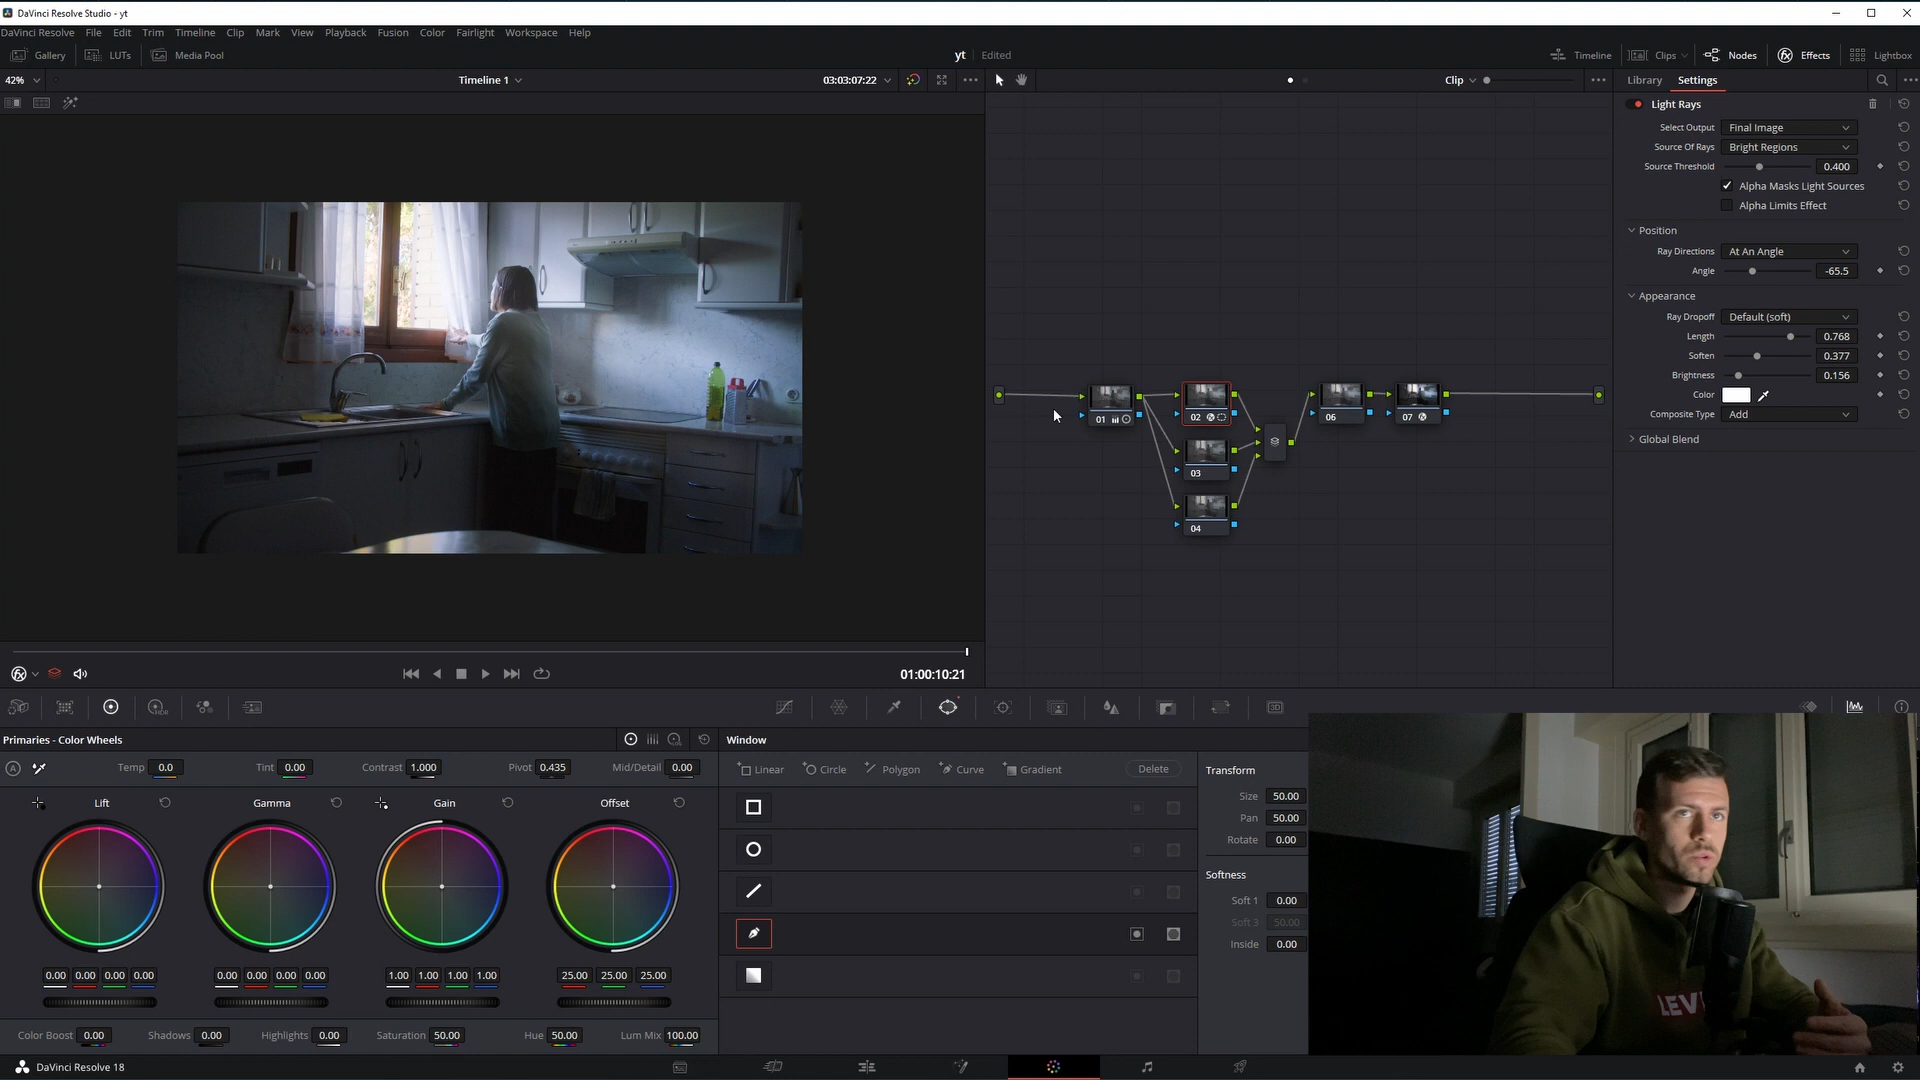 DaVinci Resolve Studio - yt
DaVinci Resolve File Edit Trim Timeline Clip Mark View Playback Fusion Color Fairlight Workspace Help
Gallery LUTs Media Pool yt Edited Timeline Clips Nodes Effects Lightbox
42% Timeline 1 03:03:07:22 Clip Library Settings
Light Rays
Select Output Final Image
Source Of Rays Bright Regions
Source Threshold 0.400
Alpha Masks Light Sources
Alpha Limits Effect
Position
Ray Directions At An Angle
Angle -65.5
Appearance
Ray Dropoff Default (soft)
Length 0.768
Soften 0.377
Brightness 0.156
Color
Composite Type Add
Global Blend
01 02 06 07
03
04
01:00:10:21
HDR 3D
Primaries - Color Wheels Window
A Temp 0.0 Tint 0.00 Contrast 1.000 Pivot 0.435 Mid/Detail 0.00
Linear Circle Polygon Curve Gradient Delete
Lift Gamma Gain Offset
0.00 0.00 0.00 0.00 0.00 0.00 0.00 0.00 1.00 1.00 1.00 1.00 25.00 25.00 25.00
Color Boost 0.00 Shadows 0.00 Highlights 0.00 Saturation 50.00 Hue 50.00 Lum Mix 100.00
Transform
Size 50.00
Pan 50.00
Rotate 0.00
Softness
Soft 1 0.00
Soft 3 50.00
Inside 0.00
LEV
DaVinci Resolve 18